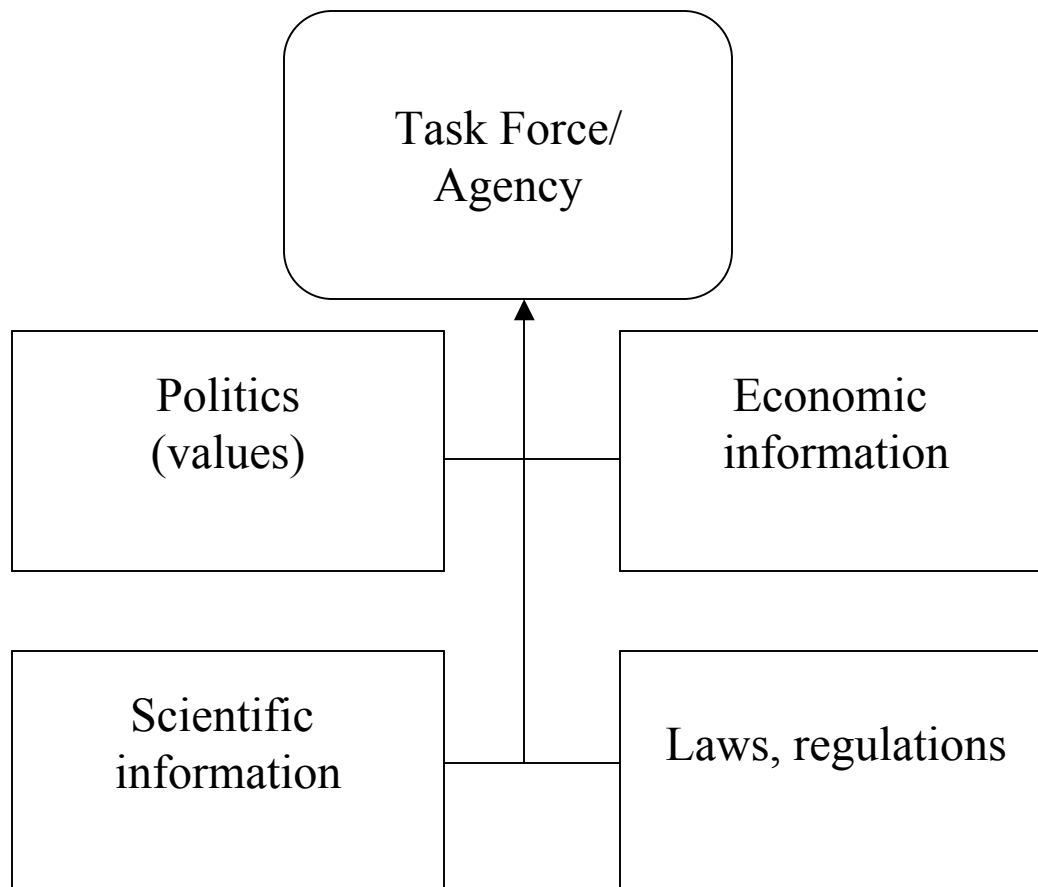 Task Force/
Agency
Politics
(values)
Economic
information
Scientific
information
Laws, regulations